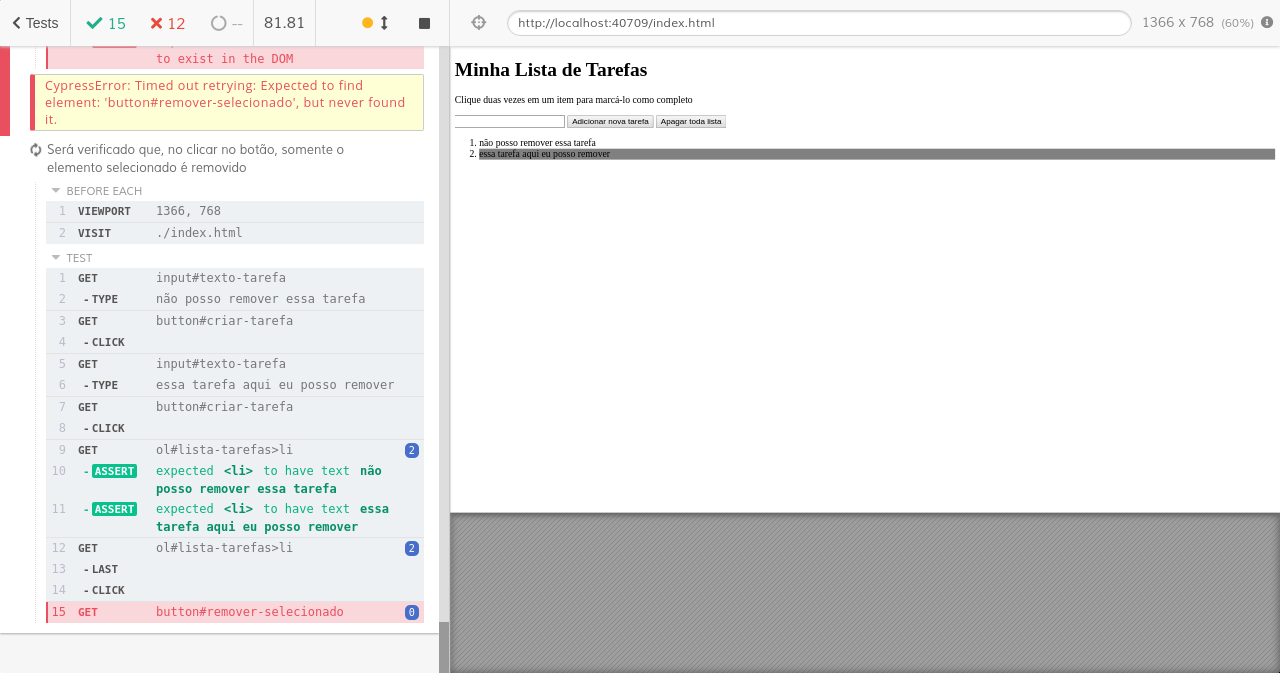 Tests
15
12
--
81.81
http://localhost:40709/index.html
1366 x 768 (60%)
to exist in the DOM
CypressError: Timed out retrying: Expected to find
element: 'button#remover-selecionado', but never found
it.
Será verificado que, no clicar no botão, somente o
elemento selecionado é removido
BEFORE EACH
1 VIEWPORT 1366, 768
2 VISIT ./index.html
TEST
1 GET input#texto-tarefa
2 -TYPE não posso remover essa tarefa
3 GET button#criar-tarefa
4 -CLICK
5 GET input#texto-tarefa
6 -TYPE essa tarefa aqui eu posso remover
7 GET button#criar-tarefa
8 -CLICK
9 GET ol#lista-tarefas>li 2
10 -ASSERT expected <li> to have text não
posso remover essa tarefa
11 -ASSERT expected <li> to have text essa
tarefa aqui eu posso remover
12 GET ol#lista-tarefas>li 2
13 -LAST
14 -CLICK
15 GET button#remover-selecionado 0
Minha Lista de Tarefas
Clique duas vezes em um item para marcá-lo como completo
Adicionar nova tarefa Apagar toda lista
1. não posso remover essa tarefa
2. essa tarefa aqui eu posso remover